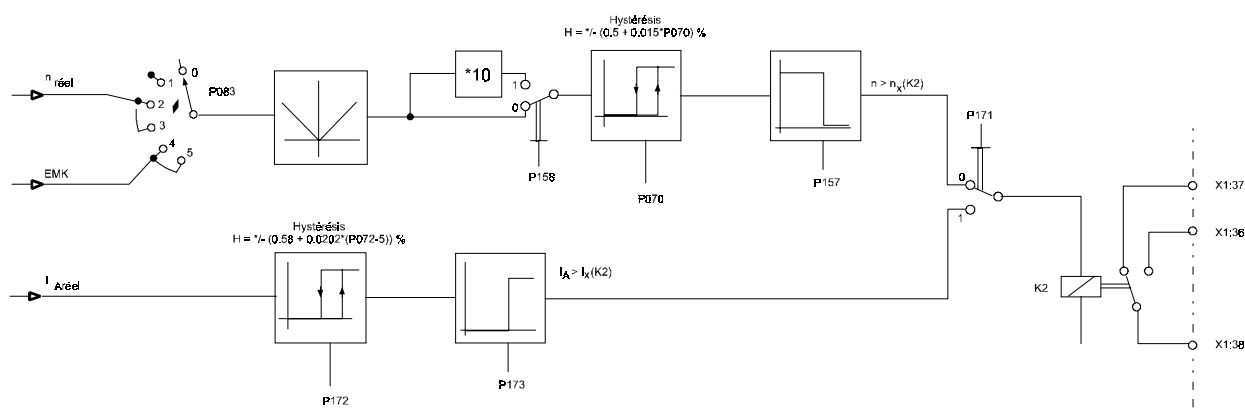 Hystérésis
H = */- (0.5 + 0.015*P070) %
n réel
0
1
2
3
4
5
P083
*10
1
0
P158
P070
n > nx(K2)
P157
P171
0
1
EMK
Hystérésis
H = */- (0.58 + 0.0202*(P072-5)) %
I Aréel
IA > Ix(K2)
P172
P173
K2
X1:37
X1:36
X1:38